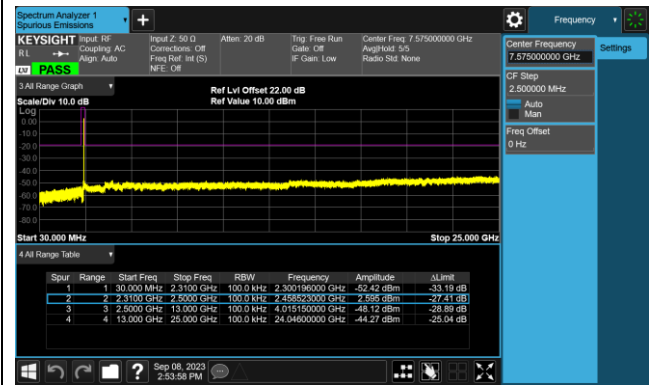 Spectrum Analyzer 1
Spurious Emissions
Frequency
KEYSIGHT
RL
LXI PASS
Input: RF
Coupling: AC
Align: Auto
Input Z: 50 Ω
Corrections: Off
Freq Ref: Int (S)
NFE: Off
Atten: 20 dB
Trig: Free Run
Gate: Off
IF Gain: Low
Center Freq: 7.575000000 GHz
Avg|Hold: 5/5
Radio Std: None
Center Frequency
7.575000000 GHz
Settings
CF Step
2.500000 MHz
Auto
Man
Freq Offset
0 Hz
3 All Range Graph
Scale/Div 10.0 dB
Ref Lvl Offset 22.00 dB
Ref Value 10.00 dBm
Log
0.00
-10.0
-20.0
-30.0
-40.0
-50.0
-60.0
-70.0
-80.0
Start 30.000 MHz Stop 25.000 GHz
4 All Range Table
Spur Range Start Freq Stop Freq RBW Frequency Amplitude ΔLimit
1 1 30.000 MHz 2.3100 GHz 100.0 kHz 2.300196000 GHz -52.42 dBm -33.19 dB
2 2 2.3100 GHz 2.5000 GHz 100.0 kHz 2.458523000 GHz 2.595 dBm -27.41 dB
3 3 2.5000 GHz 13.000 GHz 100.0 kHz 4.015150000 GHz -48.12 dBm -28.89 dB
4 4 13.000 GHz 25.000 GHz 100.0 kHz 24.04600000 GHz -44.27 dBm -25.04 dB
?
Sep 08, 2023
2:53:58 PM